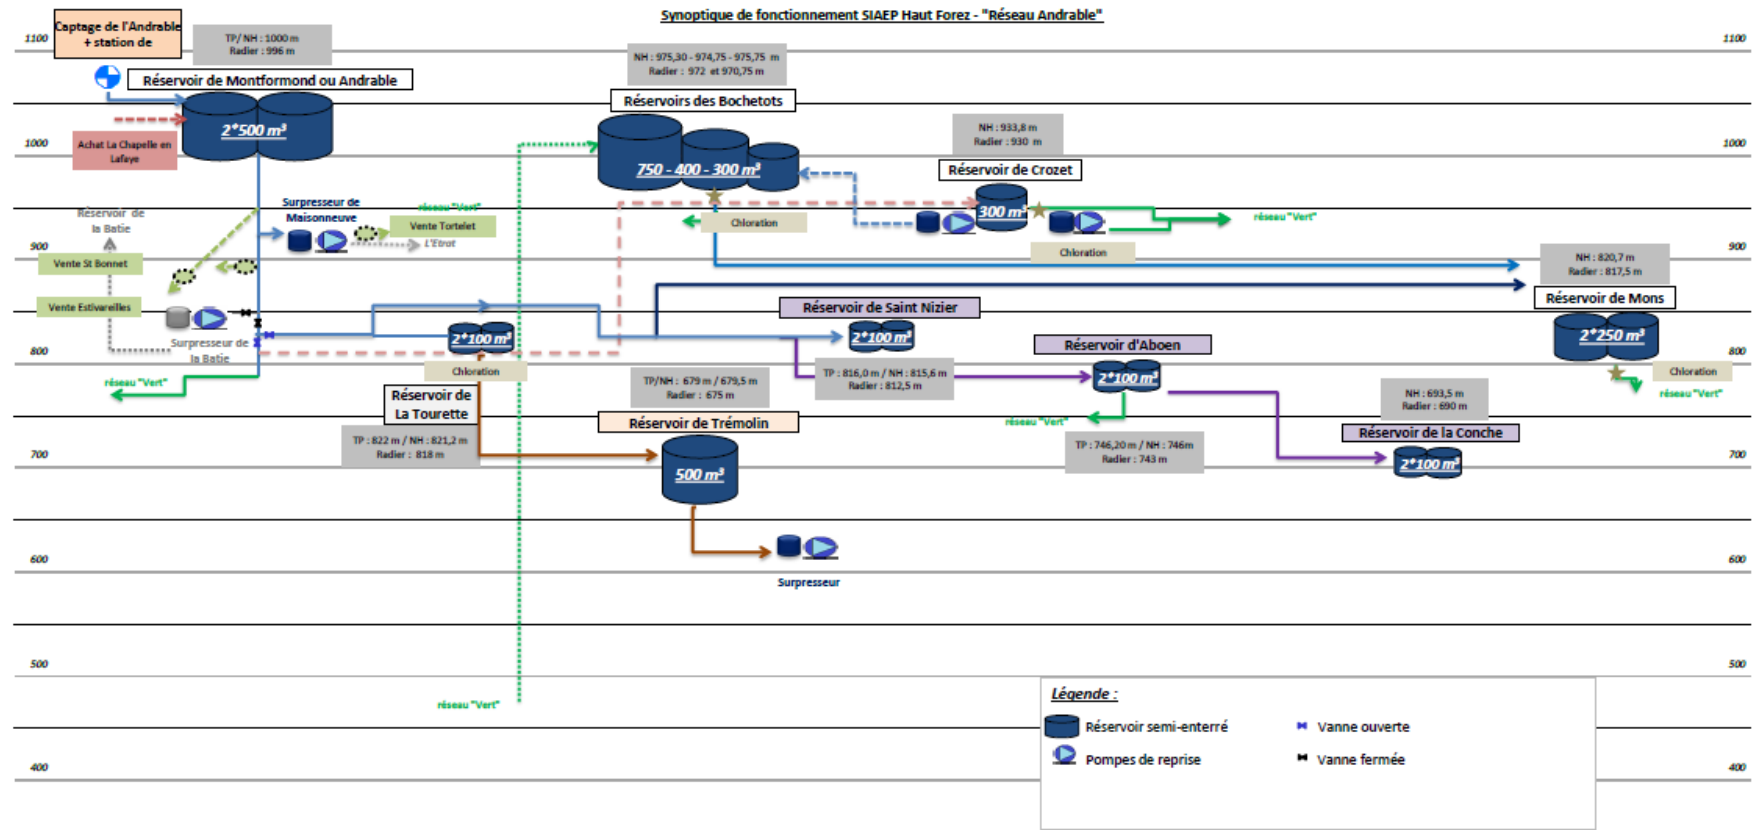 Synoptique de fonctionnement SIAEP Haut Forez - "Réseau Andrable"
Captage de l'Andrable
+ station de
TP/ NH : 1000 m
Radier : 996 m
1100
1100
NH : 975,30 - 974,75 - 975,75 m
Radier : 972 et 970,75 m
Réservoir de Montformond ou Andrable
Réservoirs des Bochetots
2*500 m³
NH : 933,8 m
Radier : 930 m
Achat La Chapelle en
Lafaye
1000
1000
750 - 400 - 300 m³
Réservoir de Crozet
300 m³
Surpresseur de
Maisonneuve
réseau "Vert"
Vente Tortelet
L'Etrat
Réservoir de
la Batie
Chloration
réseau "Vert"
Chloration
900
900
Vente St Bonnet
NH : 820,7 m
Radier : 817,5 m
Réservoir de Mons
Vente Estivareilles
Réservoir de Saint Nizier
2*100 m³
2*100 m³
2*250 m³
Surpresseur de
la Batie
Réservoir d'Aboen
800
800
Chloration
TP/NH : 679 m / 679,5 m
Radier : 675 m
TP : 816,0 m / NH : 815,6 m
Radier : 812,5 m
2*100 m³
Chloration
réseau "Vert"
réseau "Vert"
Réservoir de
La Tourette
NH : 693,5 m
Radier : 690 m
Réservoir de Trémolin
réseau "Vert"
Réservoir de la Conche
TP : 822 m / NH : 821,2 m
Radier : 818 m
TP : 746,20 m / NH : 746m
Radier : 743 m
700
700
500 m³
2*100 m³
600
600
Surpresseur
500
500
réseau "Vert"
Légende :
Réservoir semi-enterré
Vanne ouverte
Pompes de reprise
Vanne fermée
400
400